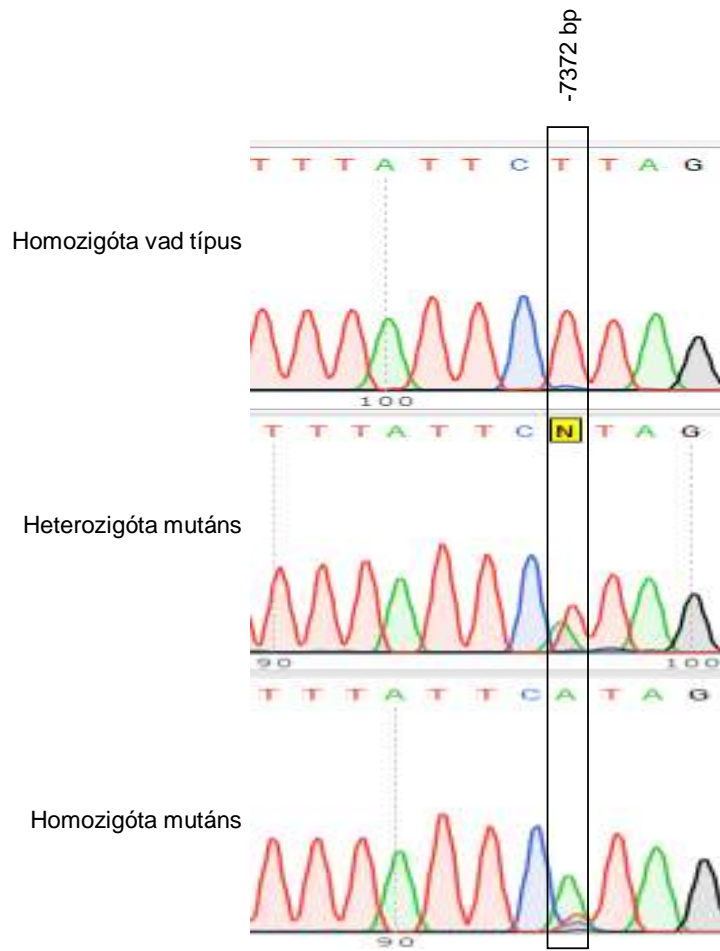 -7372 bp
T T T A T T C T T A G
Homozigóta vad típus
100
T T T A T T C N T A G
Heterozigóta mutáns
90 100
T T T A T T C A T A G
Homozigóta mutáns
90